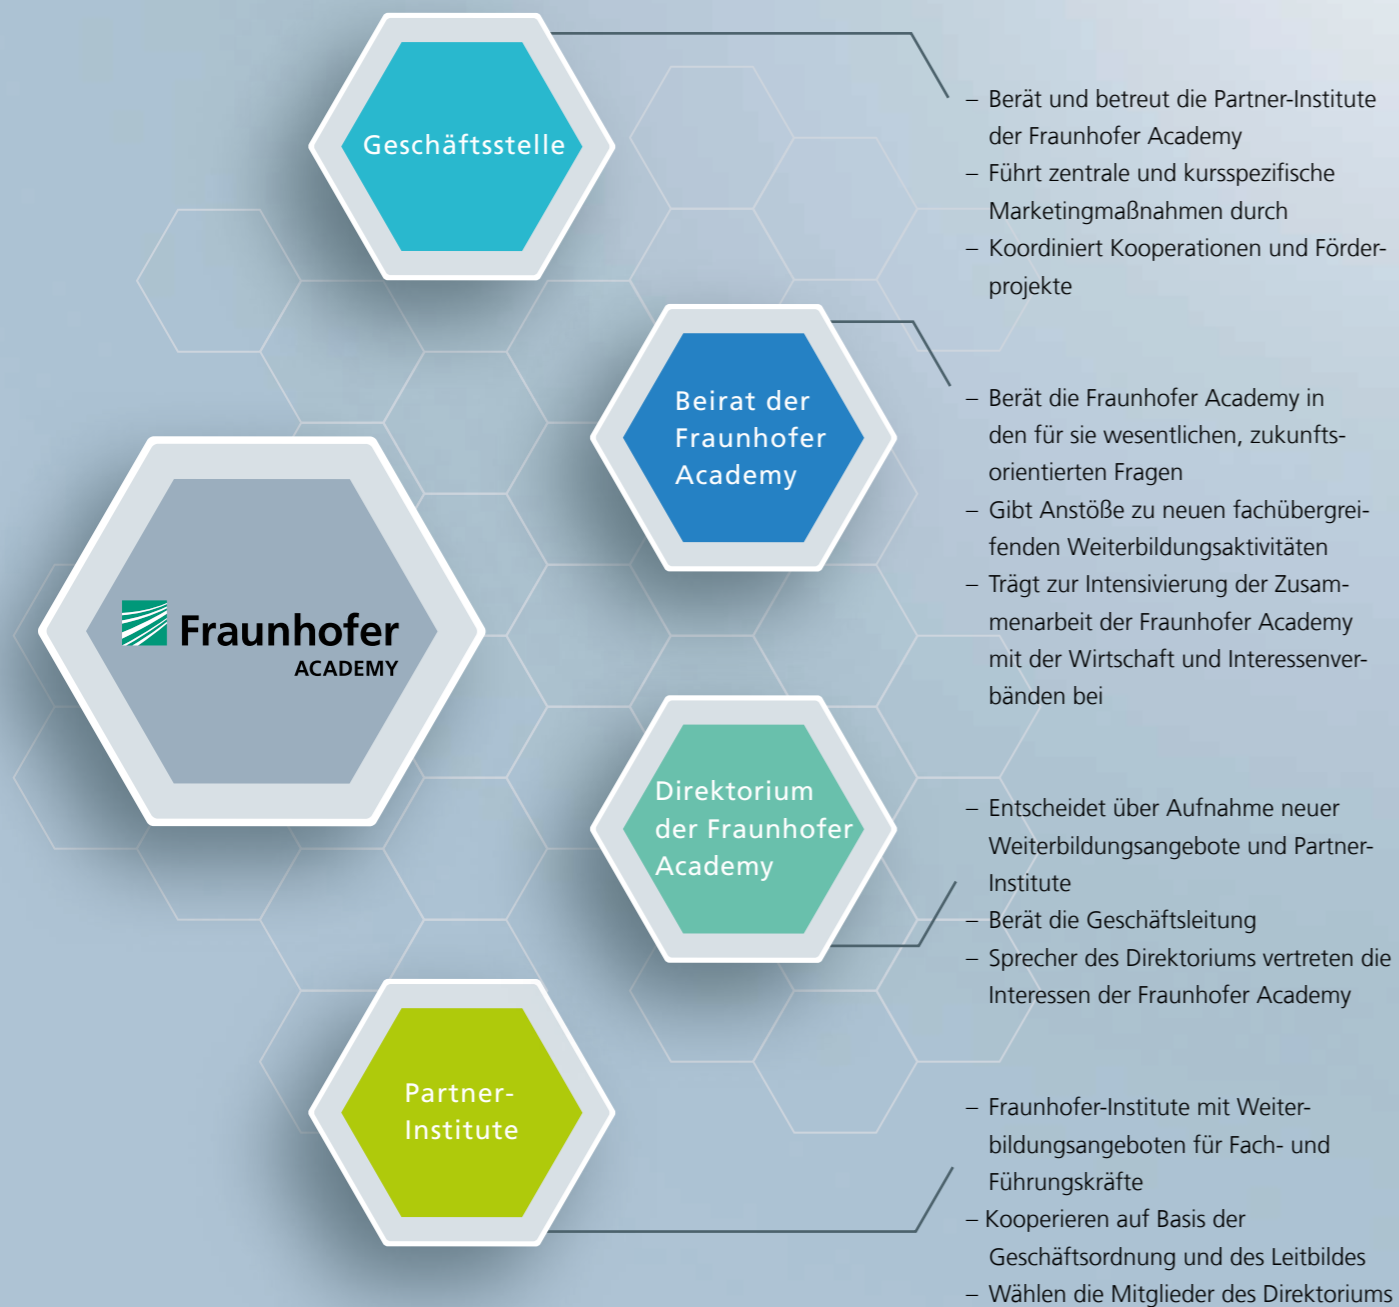 Geschäftsstelle
– Berät und betreut die Partner-Institute
der Fraunhofer Academy
– Führt zentrale und kursspezifische
Marketingmaßnahmen durch
– Koordiniert Kooperationen und Förder-
projekte
Beirat der
Fraunhofer
Academy
– Berät die Fraunhofer Academy in
den für sie wesentlichen, zukunfts-
orientierten Fragen
– Gibt Anstöße zu neuen fachübergrei-
fenden Weiterbildungsaktivitäten
– Trägt zur Intensivierung der Zusam-
menarbeit der Fraunhofer Academy
mit der Wirtschaft und Interessenver-
bänden bei
Fraunhofer
ACADEMY
Direktorium
der Fraunhofer
Academy
– Entscheidet über Aufnahme neuer
Weiterbildungsangebote und Partner-
Institute
– Berät die Geschäftsleitung
– Sprecher des Direktoriums vertreten die
Interessen der Fraunhofer Academy
Partner-
Institute
– Fraunhofer-Institute mit Weiter-
bildungsangeboten für Fach- und
Führungskräfte
– Kooperieren auf Basis der
Geschäftsordnung und des Leitbildes
– Wählen die Mitglieder des Direktoriums